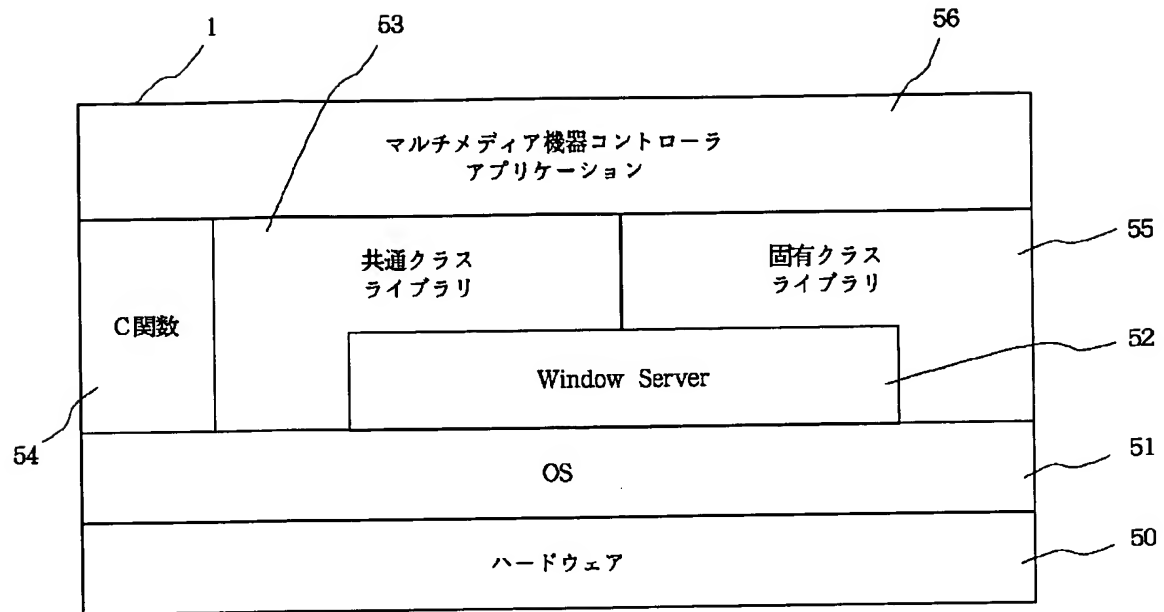 1
53
56
マルチメディア機器コントローラ
アプリケーション
共通クラス
ライブラリ
固有クラス
ライブラリ
55
C関数
Window Server
52
54
OS
51
ハードウェア
50